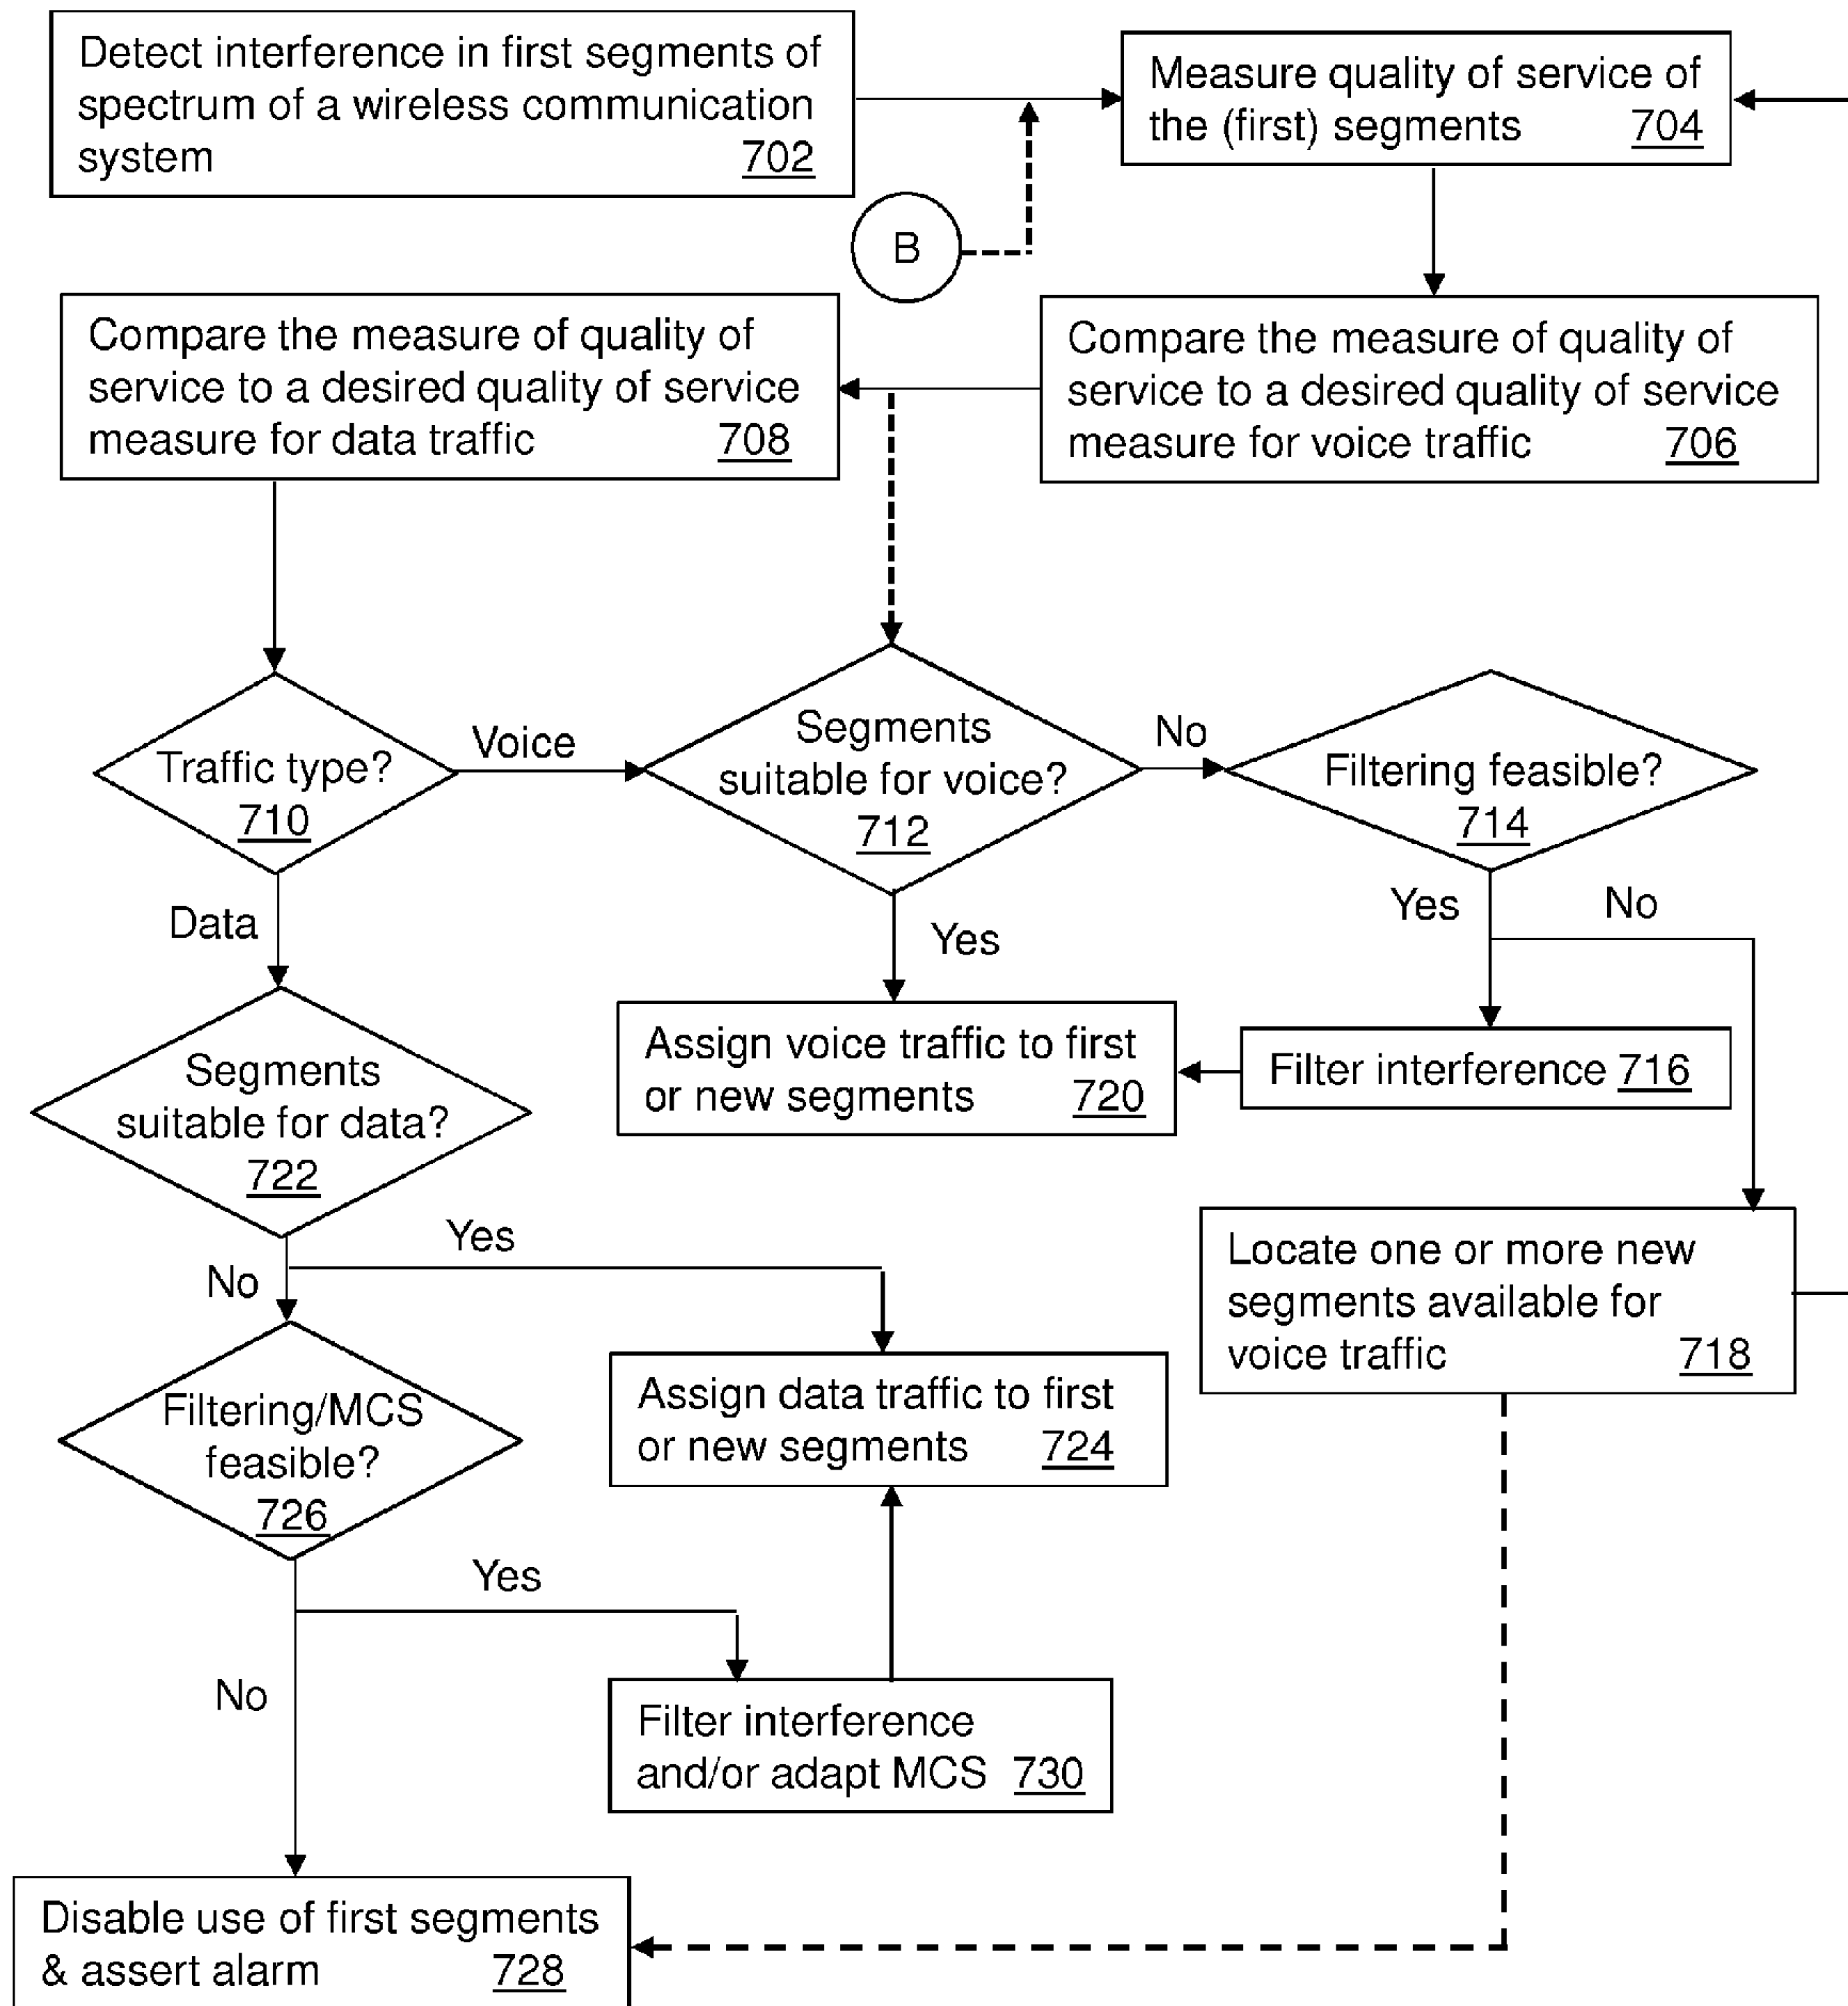 Detect interference in first segments of
spectrum of a wireless communication
system 702
Measure quality of service of
the (first) segments 704
B
Compare the measure of quality of
service to a desired quality of service
measure for data traffic 708
Compare the measure of quality of
service to a desired quality of service
measure for voice traffic 706
Traffic type?
710
Voice
Segments
suitable for voice?
712
No
Filtering feasible?
714
Data
Yes
Yes
No
Segments
suitable for data?
722
Assign voice traffic to first
or new segments 720
Filter interference 716
Yes
No
Locate one or more new
segments available for
voice traffic 718
Filtering/MCS
feasible?
726
Assign data traffic to first
or new segments 724
Yes
No
Filter interference
and/or adapt MCS 730
Disable use of first segments
& assert alarm 728